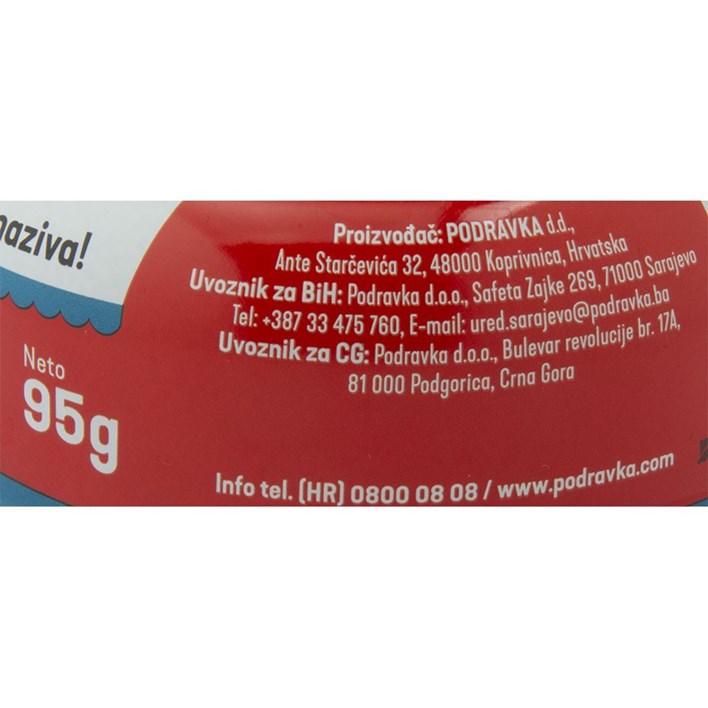 naziva!
Proizvođač: PODRAVKA d.d.,
Ante Starčevića 32, 48000 Koprivnica, Hrvatska
Uvoznik za BiH: Podravka d.o.o., Safeta Zajke 269, 71000 Sarajevo
Tel: +387 33 475 760, E-mail: ured.sarajevo@podravka.ba
Uvoznik za CG: Podravka d.o.o., Bulevar revolucije br. 17A,
81 000 Podgorica, Crna Gora
Neto
95g
Info tel. (HR) 0800 08 08 / www.podravka.com